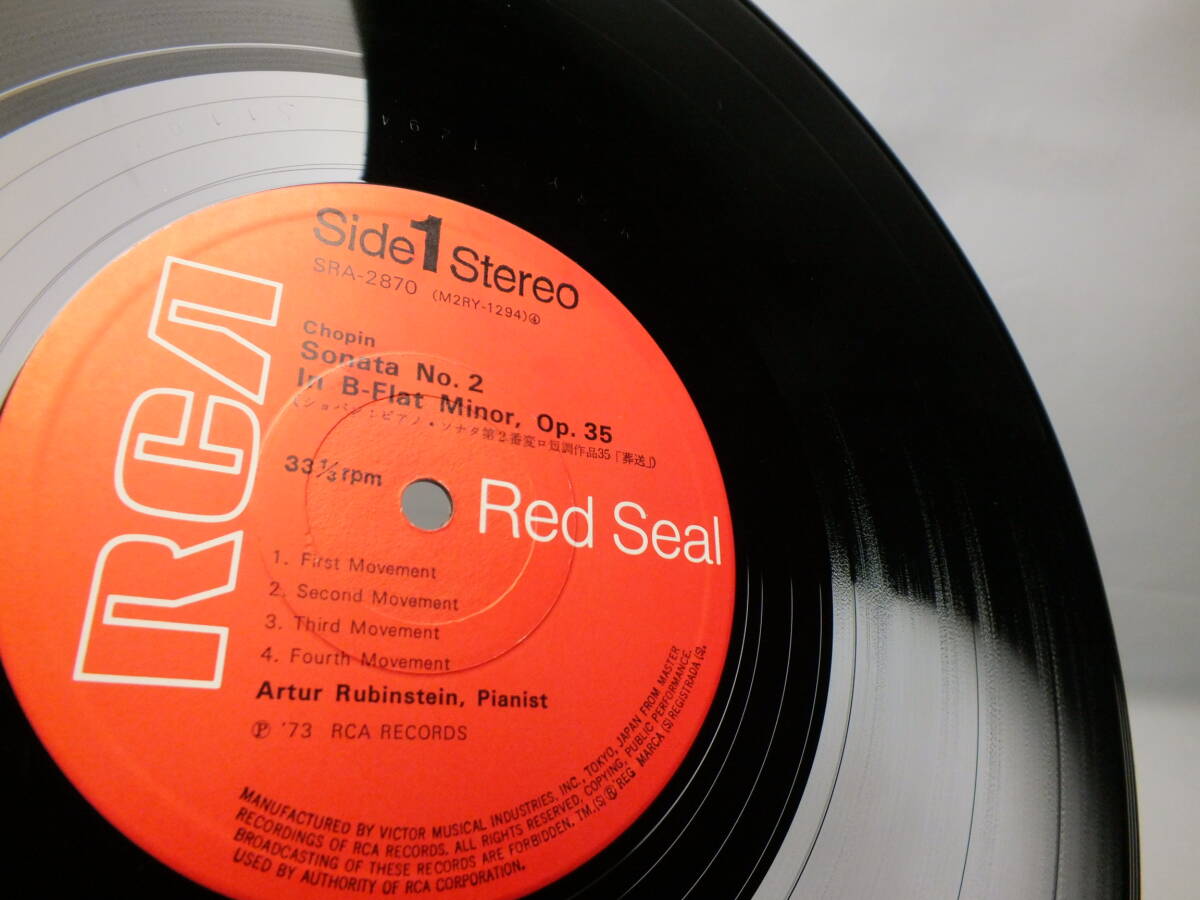 RCA
Side 1 Stereo
SRA-2870 (M2RY-1294)④
Chopin
Sonata No. 2
In B-Flat Minor, Op. 35
(ショパン:ピアノ・ソナタ第2番変ロ短調作品35「葬送」)
33 1/3 rpm
Red Seal
1. First Movement
2. Second Movement
3. Third Movement
4. Fourth Movement
Artur Rubinstein, Pianist
Ⓟ '73 RCA RECORDS
MANUFACTURED BY VICTOR MUSICAL INDUSTRIES, INC., TOKYO, JAPAN FROM MASTER
RECORDINGS OF RCA RECORDS. ALL RIGHTS RESERVED, COPYING, PUBLIC PERFORMANCE.
BROADCASTING OF THESE RECORDS ARE FORBIDDEN. TM.(S)® REG MARCA (S) REGISTRADA (S).
USED BY AUTHORITY OF RCA CORPORATION.